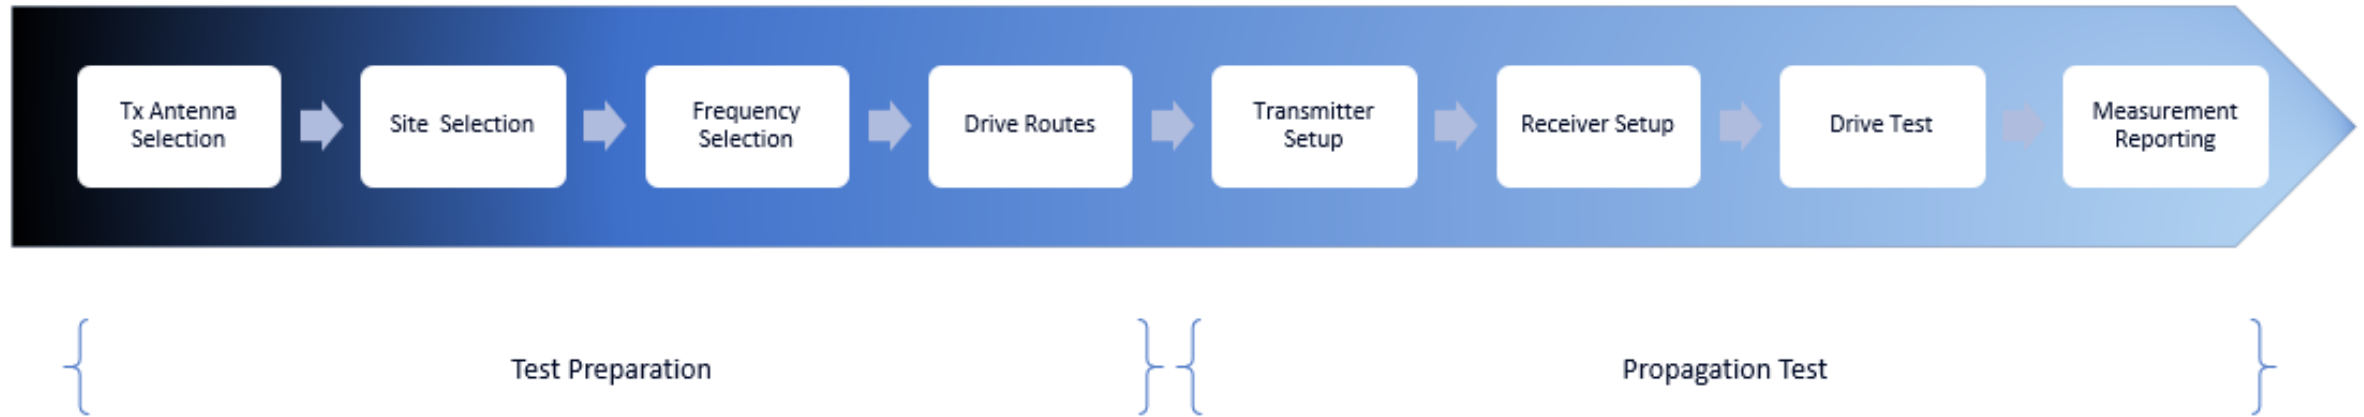 Tx Antenna
Selection
Site  Selection
Frequency
Selection
Drive Routes
Transmitter
Setup
Receiver Setup
Drive Test
Measurement
Reporting
Test Preparation
Propagation Test